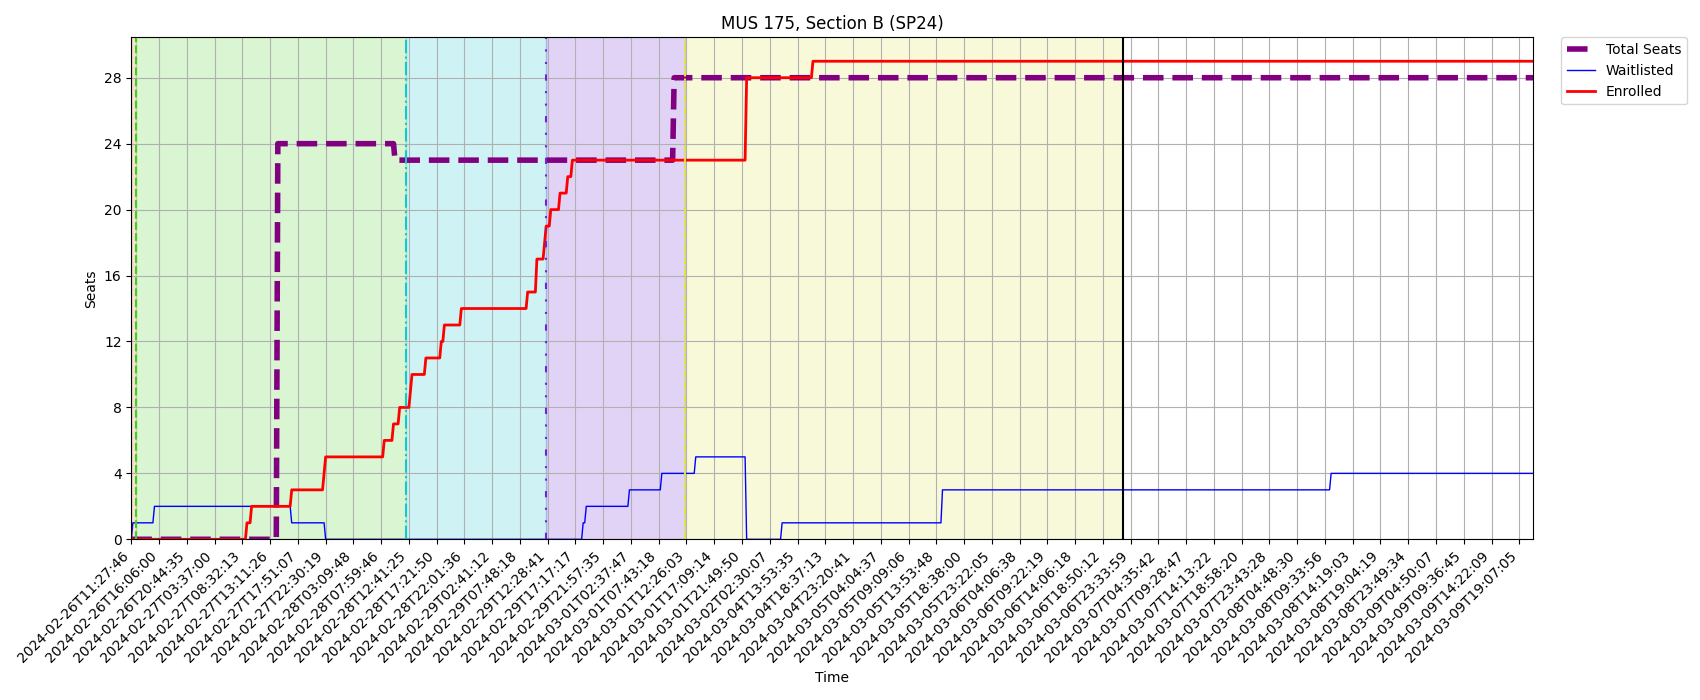 MUS 175, Section B (SP24)
Total Seats
Waitlisted
Enrolled
Seats
28
24
20
16
12
8
4
0
2024-02-26T11:27:46
2024-02-26T16:06:00
2024-02-26T20:44:35
2024-02-27T03:37:00
2024-02-27T08:32:13
2024-02-27T13:11:26
2024-02-27T17:51:07
2024-02-27T22:30:19
2024-02-28T03:09:48
2024-02-28T07:59:46
2024-02-28T12:41:25
2024-02-28T17:21:50
2024-02-28T22:01:36
2024-02-29T02:41:12
2024-02-29T07:48:18
2024-02-29T12:28:41
2024-02-29T17:17:17
2024-02-29T21:57:35
2024-03-01T02:37:47
2024-03-01T07:43:18
2024-03-01T12:26:03
2024-03-01T17:09:14
2024-03-01T21:49:50
2024-03-02T02:30:07
2024-03-04T13:53:35
2024-03-04T18:37:13
2024-03-04T23:20:41
2024-03-05T04:04:37
2024-03-05T09:09:06
2024-03-05T13:53:48
2024-03-05T18:38:00
2024-03-05T23:22:05
2024-03-06T04:06:38
2024-03-06T09:22:19
2024-03-06T14:06:18
2024-03-06T18:50:12
2024-03-06T23:33:59
2024-03-07T04:35:42
2024-03-07T09:28:47
2024-03-07T14:13:22
2024-03-07T18:58:20
2024-03-07T23:43:28
2024-03-08T04:48:30
2024-03-08T09:33:56
2024-03-08T14:19:03
2024-03-08T19:04:19
2024-03-08T23:49:34
2024-03-09T04:50:07
2024-03-09T09:36:45
2024-03-09T14:22:09
2024-03-09T19:07:05
Time